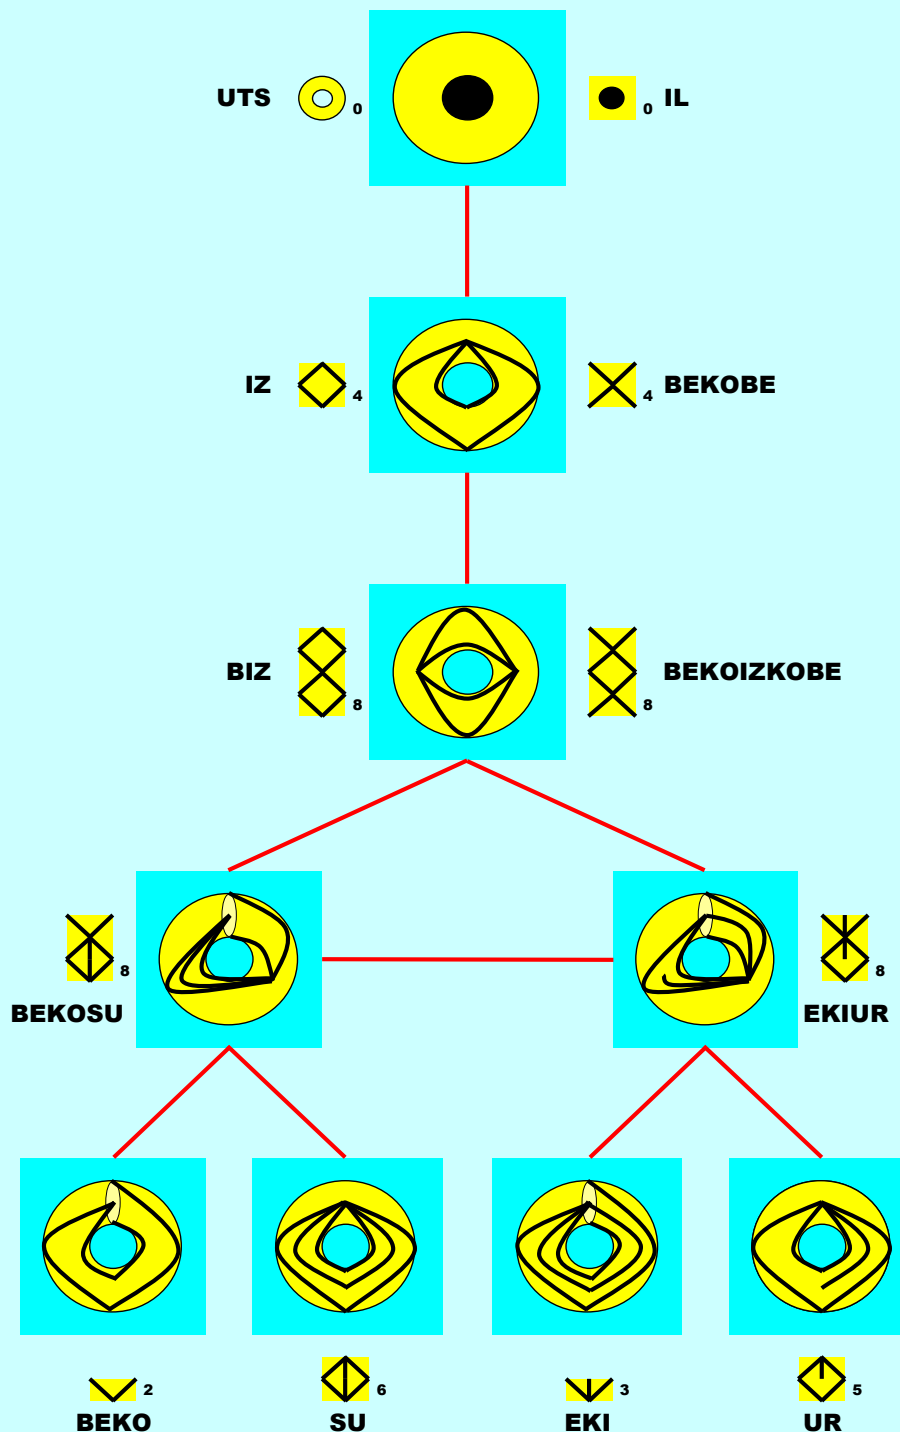 UTS 0 0 IL
IZ 4 4 BEKOBE
BIZ 8 8 BEKOIZKOBE
8 8
BEKOSU EKIUR
2 6 3 5
BEKO SU EKI UR